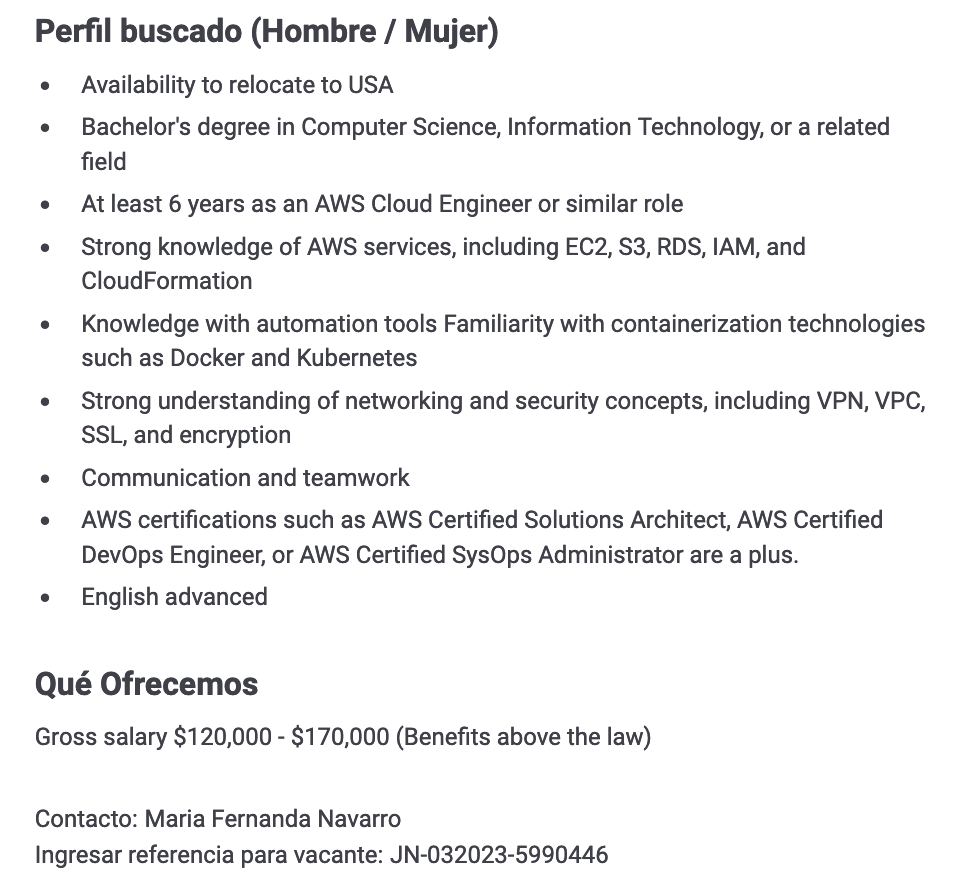 Perfil buscado (Hombre / Mujer)
• Availability to relocate to USA
• Bachelor's degree in Computer Science, Information Technology, or a related
field
• At least 6 years as an AWS Cloud Engineer or similar role
• Strong knowledge of AWS services, including EC2, S3, RDS, IAM, and
CloudFormation
• Knowledge with automation tools Familiarity with containerization technologies
such as Docker and Kubernetes
• Strong understanding of networking and security concepts, including VPN, VPC,
SSL, and encryption
• Communication and teamwork
• AWS certifications such as AWS Certified Solutions Architect, AWS Certified
DevOps Engineer, or AWS Certified SysOps Administrator are a plus.
• English advanced
Qué Ofrecemos
Gross salary $120,000 - $170,000 (Benefits above the law)
Contacto: Maria Fernanda Navarro
Ingresar referencia para vacante: JN-032023-5990446